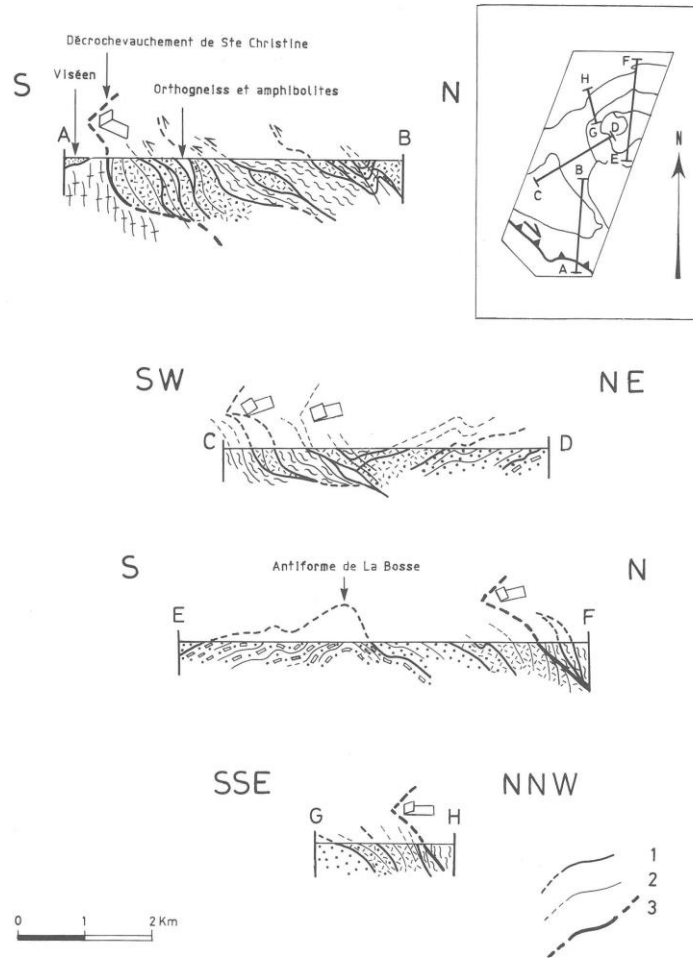 Décrochevauchement de Ste Christine
S
Viséen
Orthogneiss et amphibolites
N
A
B
F
H
G
D
E
B
C
A
N
SW
NE
C
D
S
Antiforme de La Bosse
N
E
F
SSE
NNW
G
H
1
2
3
0 1 2 Km